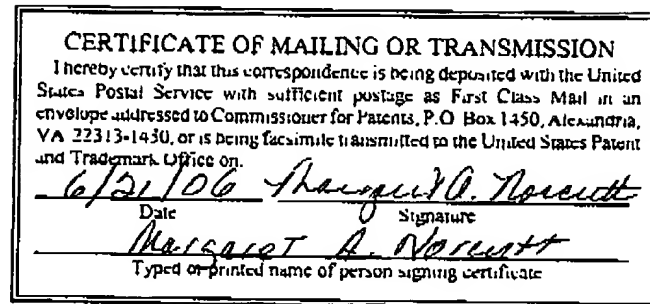 CERTIFICATE OF MAILING OR TRANSMISSION
I hereby certify that this correspondence is being deposited with the United
States Postal Service with sufficient postage as First Class Mail in an
envelope addressed to Commissioner for Patents, P.O. Box 1450, Alexandria,
VA 22313-1450, or is being facsimile transmitted to the United States Patent
and Trademark Office on.
6/21/06 Margaret A.
Date Signature
Margaret A.
Typed or printed name of person signing certificate